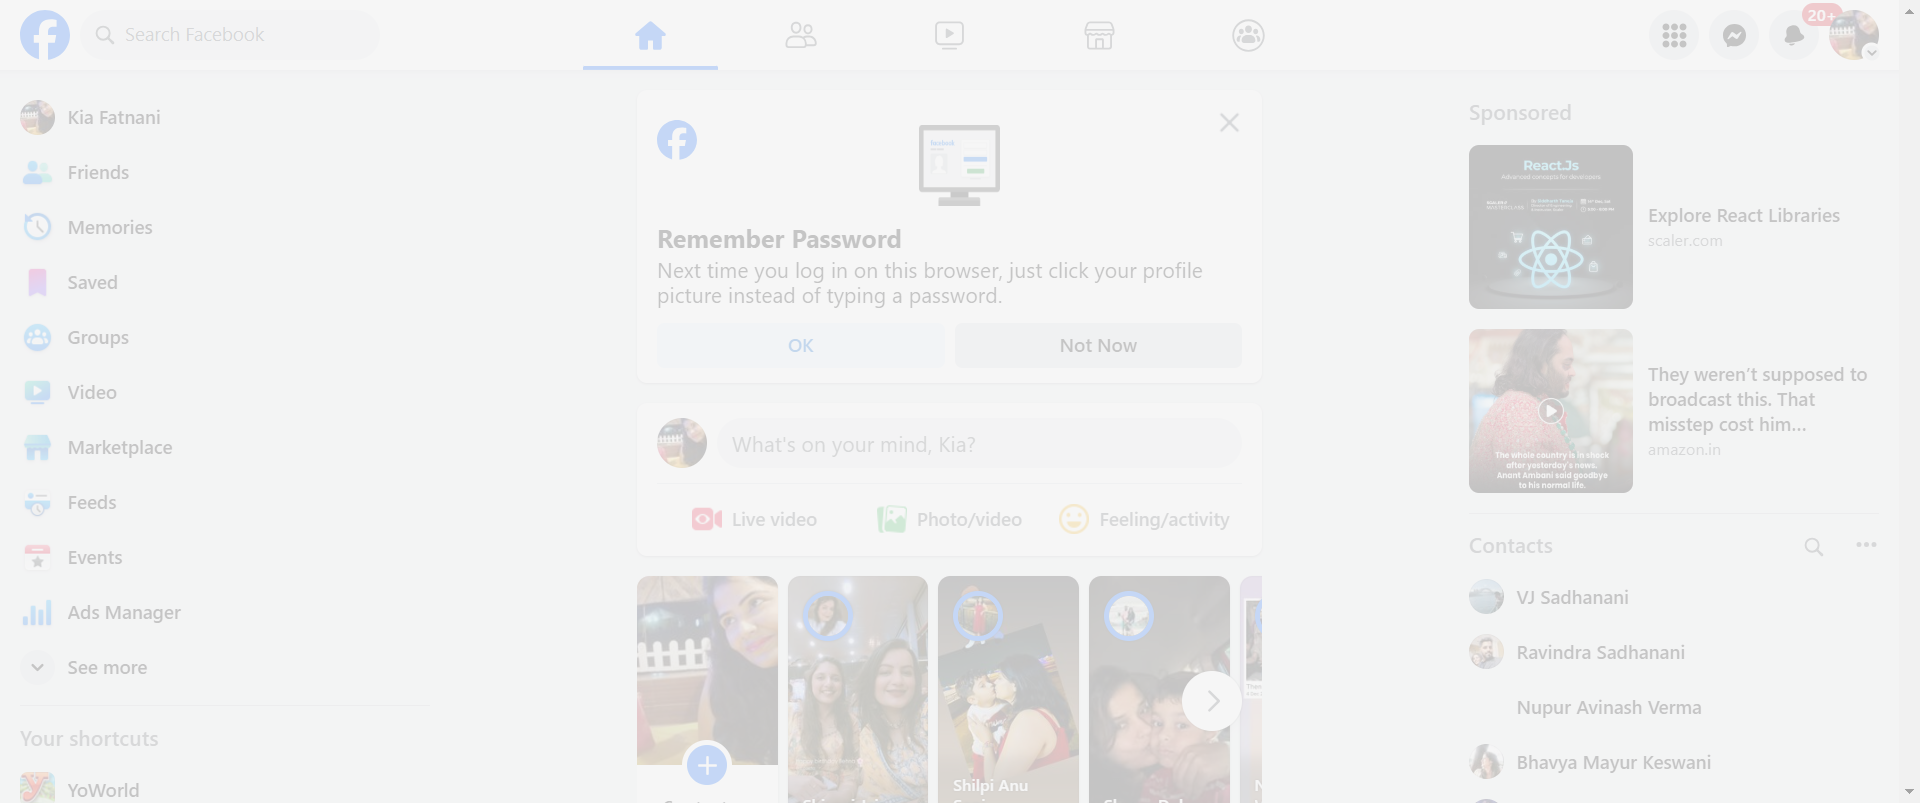 Search Facebook
20+
Kia Fatnani
Friends
Memories
Saved
Groups
Video
Marketplace
Feeds
Events
Ads Manager
See more
Your shortcuts
YoWorld
facebook
Remember Password
Next time you log in on this browser, just click your profile
picture instead of typing a password.
OK
Not Now
What's on your mind, Kia?
Live video
Photo/video
Feeling/activity
Shilpi Anu
Sponsored
React.Js
Advanced concepts for developers
Explore React Libraries
scaler.com
The whole country is in shock
after yesterday's news.
Anant Ambani said goodbye
to his normal life.
They weren’t supposed to
broadcast this. That
misstep cost him...
amazon.in
Contacts
VJ Sadhanani
Ravindra Sadhanani
Nupur Avinash Verma
Bhavya Mayur Keswani